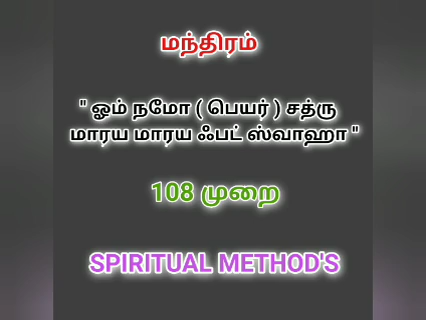 மந்திரம்
" ஓம் நமோ ( பெயர் ) சத்ரு
மாரய மாரய ஃபட் ஸ்வாஹா "
108 முறை
SPIRITUAL METHOD'S